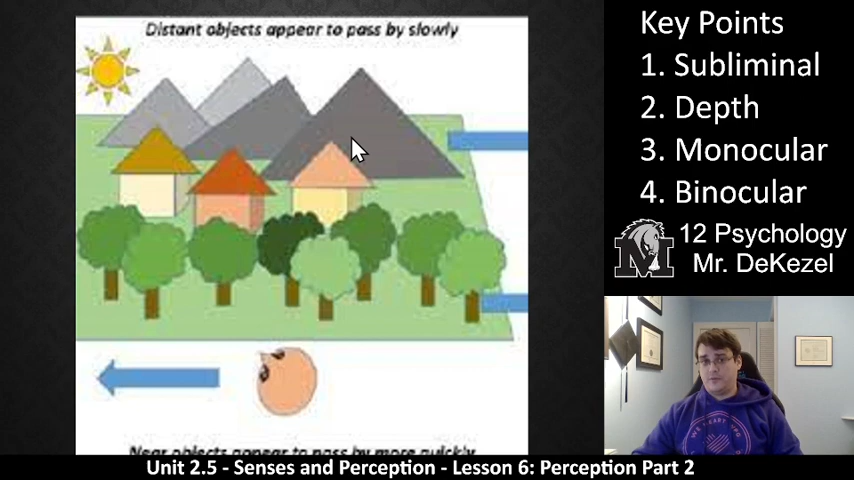 Distant objects appear to pass by slowly
Near objects appear to pass by more quickly
Key Points
1. Subliminal
2. Depth
3. Monocular
4. Binocular
M
12 Psychology
Mr. DeKezel
Unit 2.5 - Senses and Perception - Lesson 6: Perception Part 2